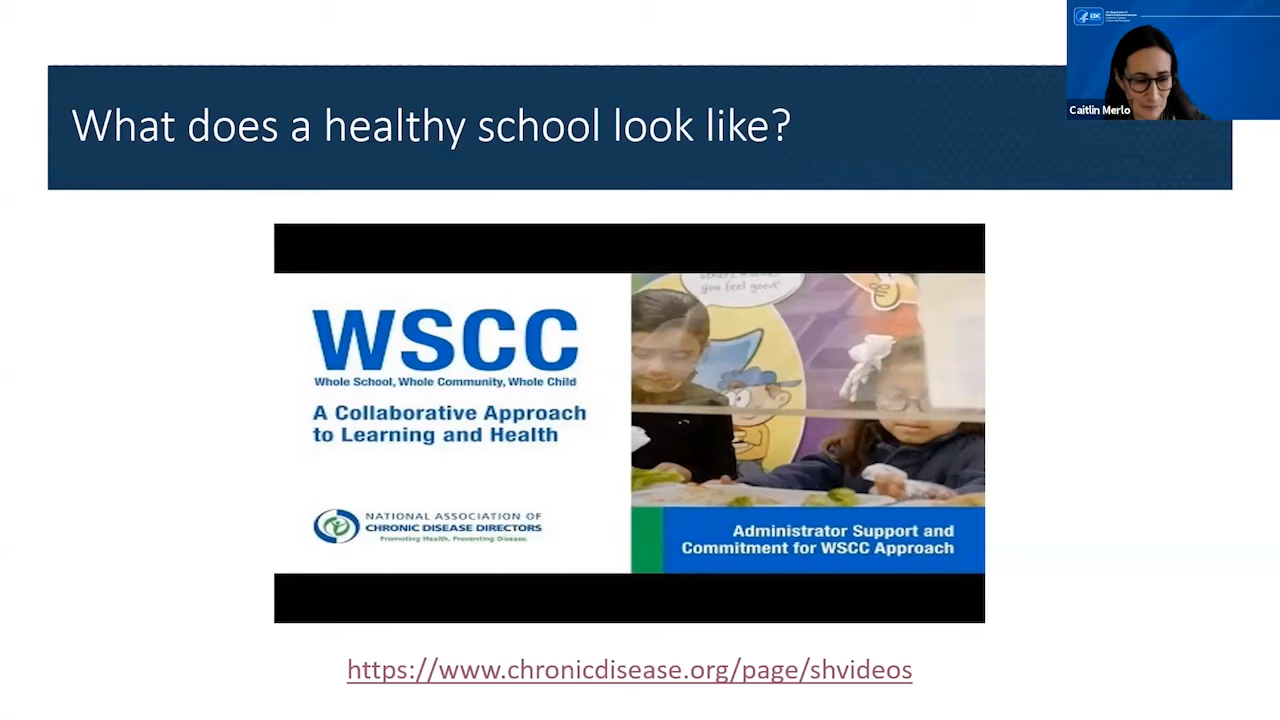 CDC
Caitlin Merlo
What does a healthy school look like?
WSCC
Whole School, Whole Community, Whole Child
A Collaborative Approach
to Learning and Health
NATIONAL ASSOCIATION OF
CHRONIC DISEASE DIRECTORS
Promoting Health. Preventing Disease.
you feel good!
Administrator Support and
Commitment for WSCC Approach
https://www.chronicdisease.org/page/shvideos